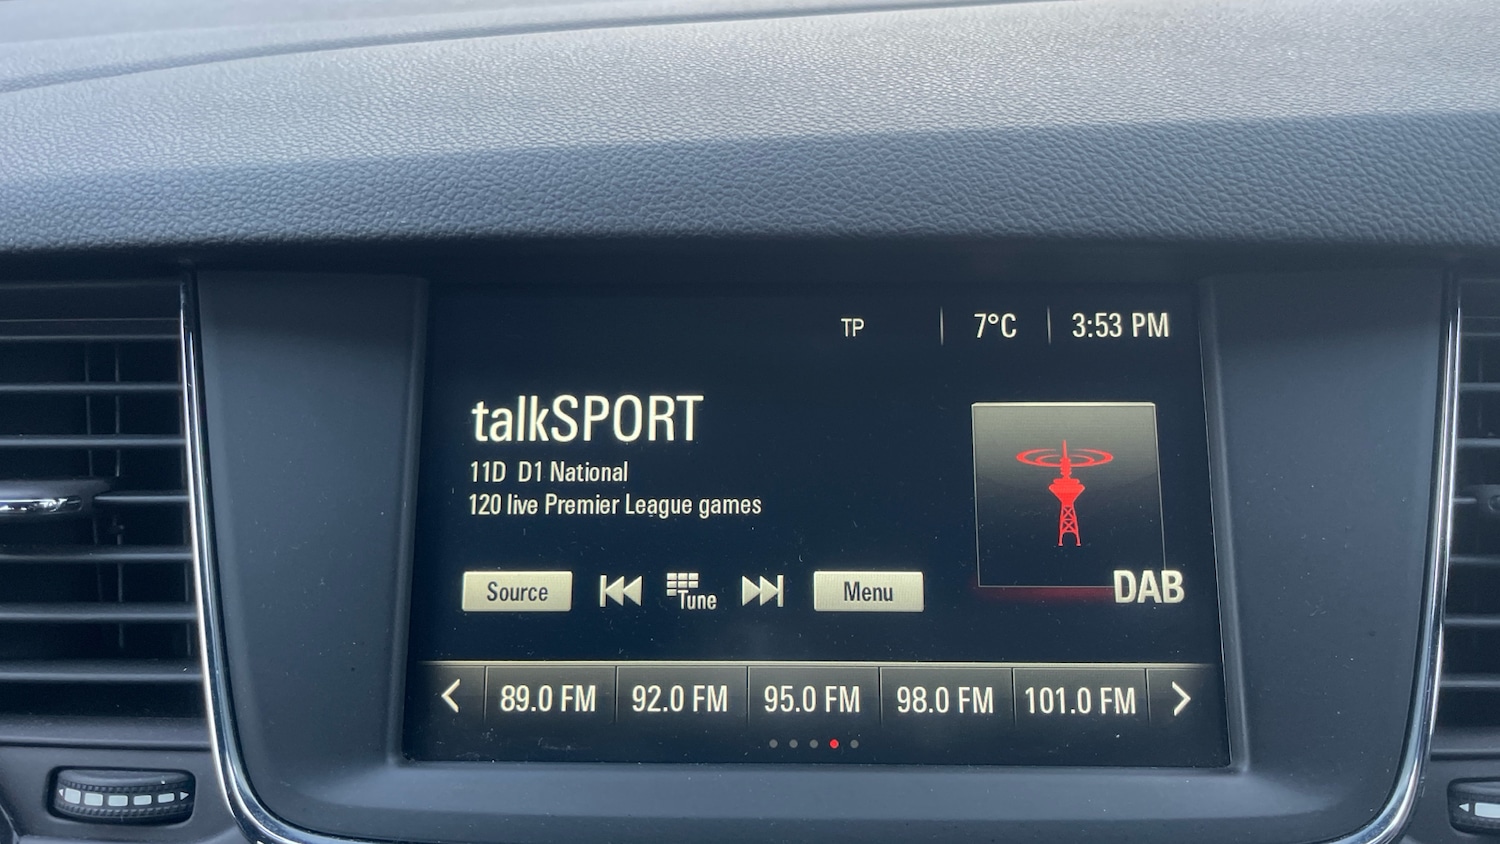 TP 7°C 3:53 PM
talkSPORT
11D D1 National
120 live Premier League games
Source Tune Menu
DAB
89.0 FM 92.0 FM 95.0 FM 98.0 FM 101.0 FM